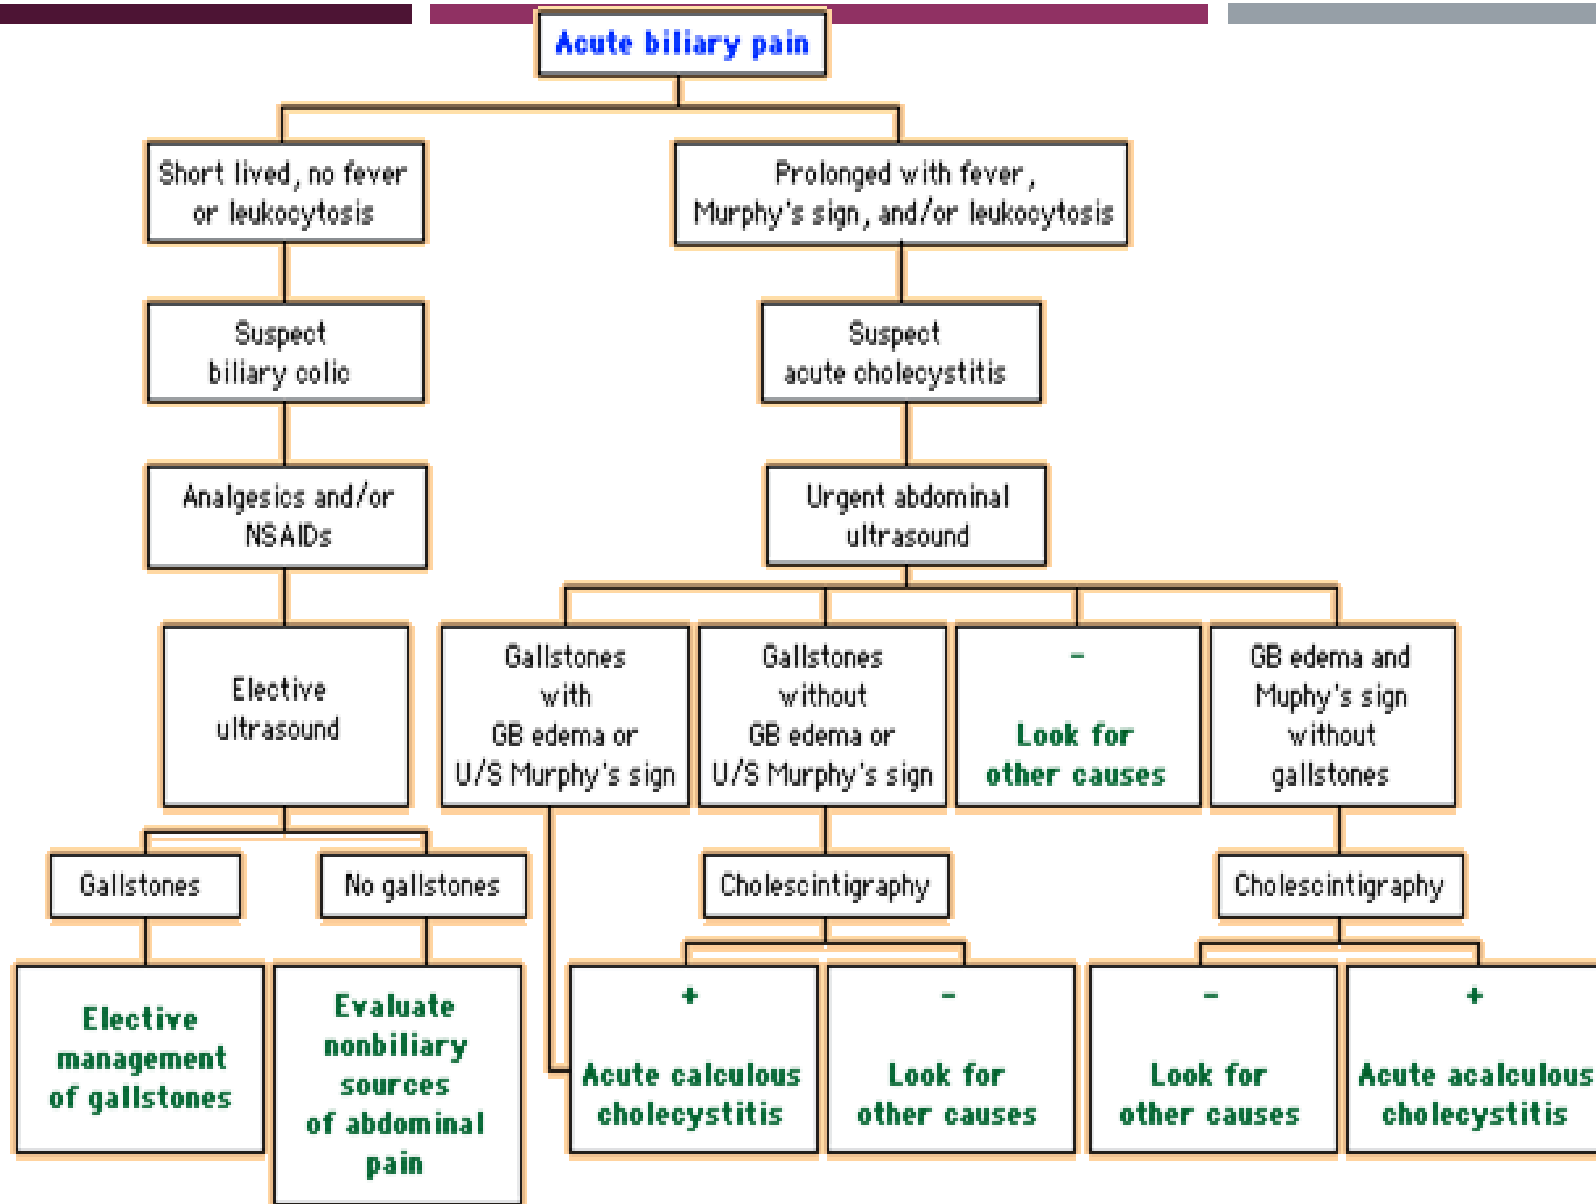 Acute biliary pain
Short lived, no fever
or leukocytosis
Prolonged with fever,
Murphy's sign, and/or leukocytosis
Suspect
biliary colic
Suspect
acute cholecystitis
Analgesics and/or
NSAIDs
Urgent abdominal
ultrasound
Elective
ultrasound
Gallstones
with
GB edema or
U/S Murphy's sign
Gallstones
without
GB edema or
U/S Murphy's sign
-
Look for
other causes
GB edema and
Muphy's sign
without
gallstones
Gallstones
No gallstones
Cholescintigraphy
Cholescintigraphy
Elective
management
of gallstones
Evaluate
nonbiliary
sources
of abdominal
pain
+
Acute calculous
cholecystitis
-
Look for
other causes
-
Look for
other causes
+
Acute acalculous
cholecystitis